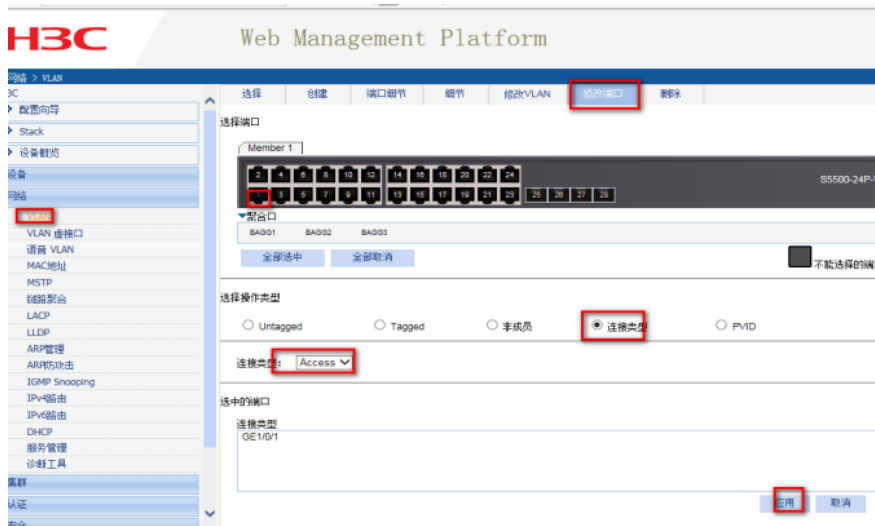 H3C
Web Management Platform
网络 > VLAN
3C
配置向导
Stack
设备概览
设备
网络
VLAN
VLAN 虚接口
语音 VLAN
MAC地址
MSTP
链路聚合
LACP
LLDP
ARP管理
ARP防攻击
IGMP Snooping
IPv4路由
IPv6路由
DHCP
服务管理
诊断工具
集群
认证
安全
选择 创建 端口细节 细节 修改VLAN 修改端口 删除
选择端口
Member 1
2 4 6 8 10 12 14 16 18 20 22 24
1 3 5 7 9 11 13 15 17 19 21 23 25 26 27 28
S5500-24P-
聚合口
BAGG1 BAGG2 BAGG3
全部选中 全部取消
不能选择的端
选择操作类型
Untagged Tagged 非成员 连接类型 PVID
连接类型: Access
选中的端口
连接类型
GE1/0/1
应用 取消